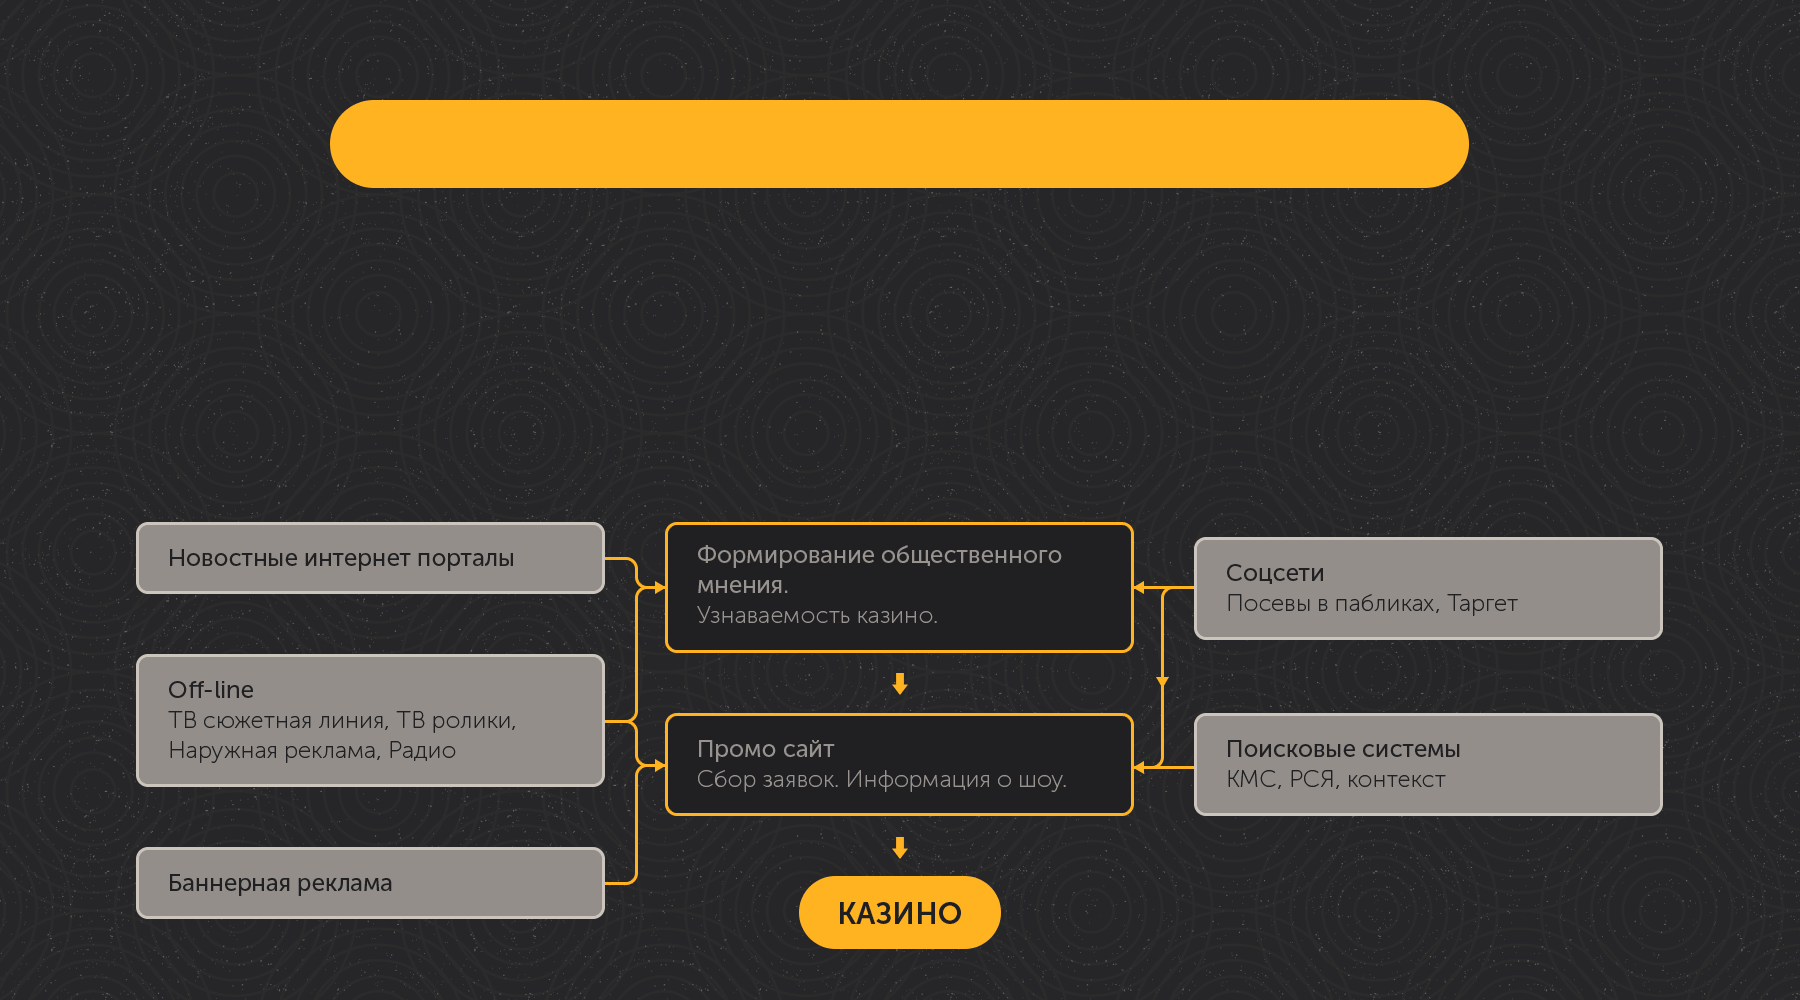 Новостные интернет порталы
Off-line
ТВ сюжетная линия, ТВ ролики,
Наружная реклама, Радио
Баннерная реклама
Формирование общественного
мнения.
Узнаваемость казино.
Промо сайт
Сбор заявок. Информация о шоу.
КАЗИНО
Соцсети
Посевы в пабликах, Таргет
Поисковые системы
КМС, РСЯ, контекст